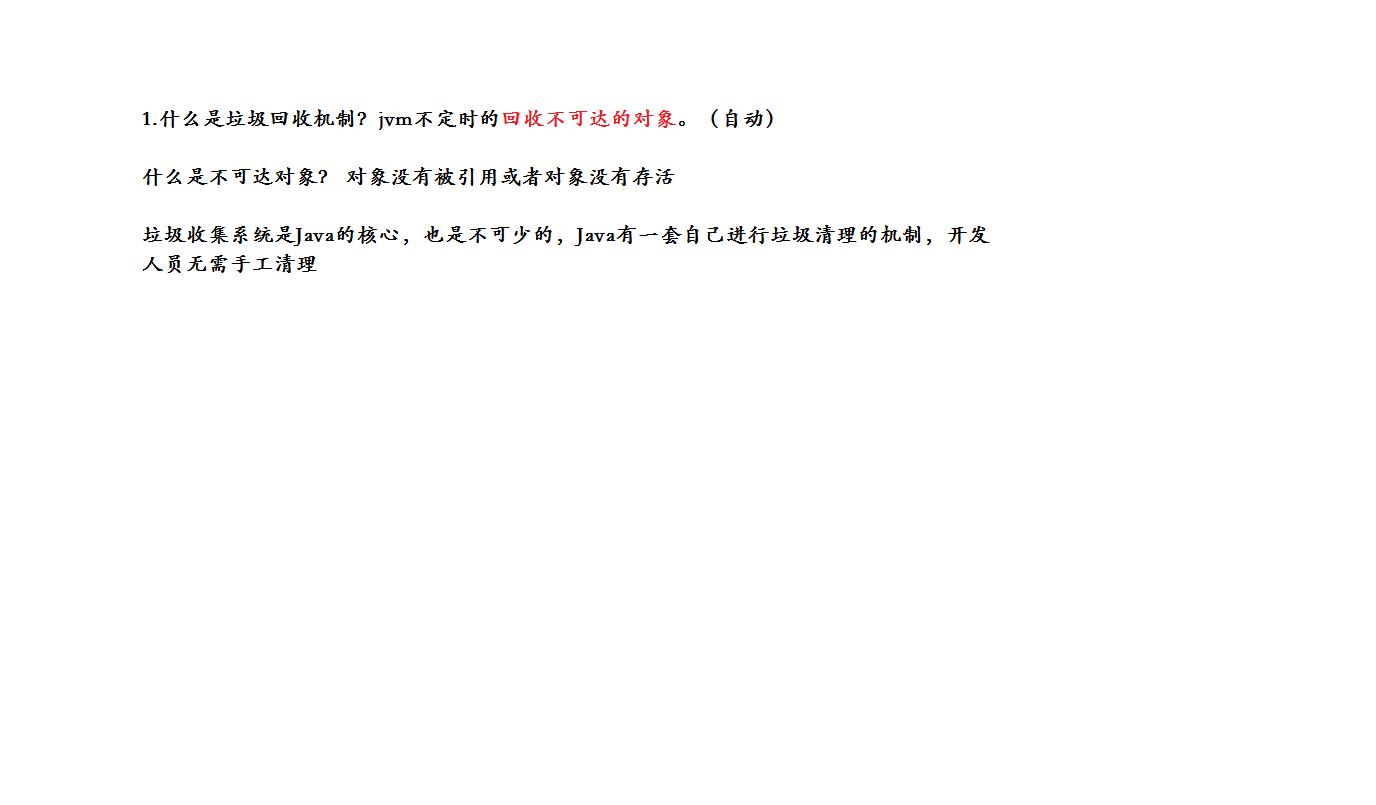 1.什么是垃圾回收机制？jvm不定时的回收不可达的对象。（自动）
什么是不可达对象？ 对象没有被引用或者对象没有存活
垃圾收集系统是Java的核心，也是不可少的，Java有一套自己进行垃圾清理的机制，开发
人员无需手工清理